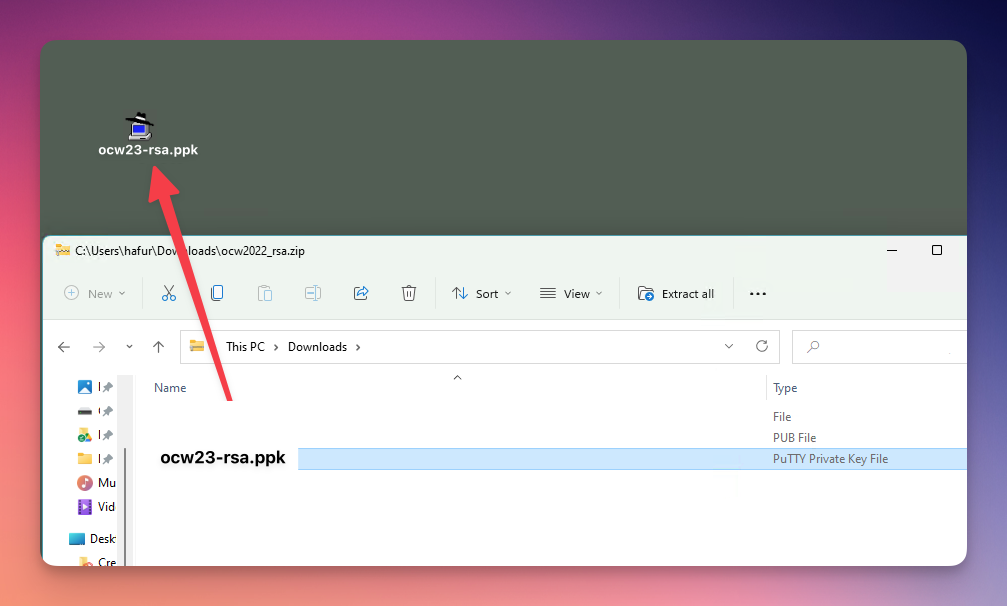 ocw23-rsa.ppk
C:\Users\hafur\Downloads\ocw2022_rsa.zip
New Sort View Extract all
This PC Downloads
Name Type
File
PUB File
ocw23-rsa.ppk PuTTY Private Key File
Mu
Vid
Desk
Cre